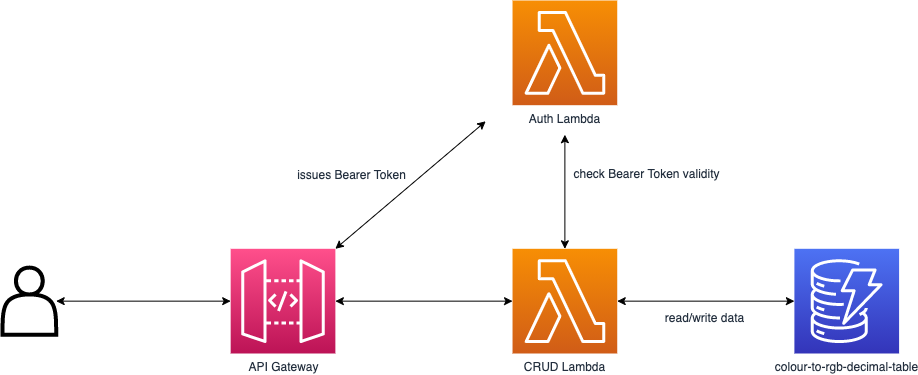 Auth Lambda
issues Bearer Token
check Bearer Token validity
</>
read/write data
API Gateway
CRUD Lambda
colour-to-rgb-decimal-table